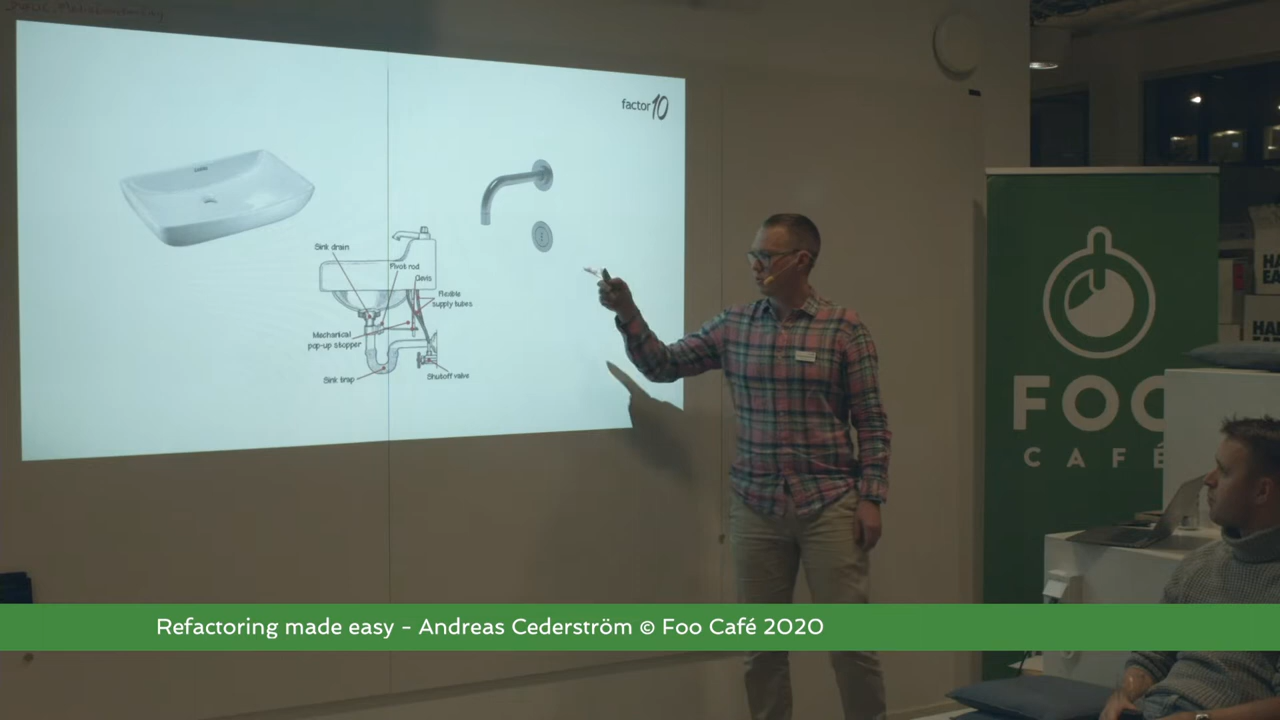 factor10
Sink drain
Pivot rod
Clevis
Flexible
supply tubes
Mechanical
pop-up stopper
Sink trap
Shutoff valve
FOO
CAFÉ
Refactoring made easy - Andreas Cederström © Foo Café 2020